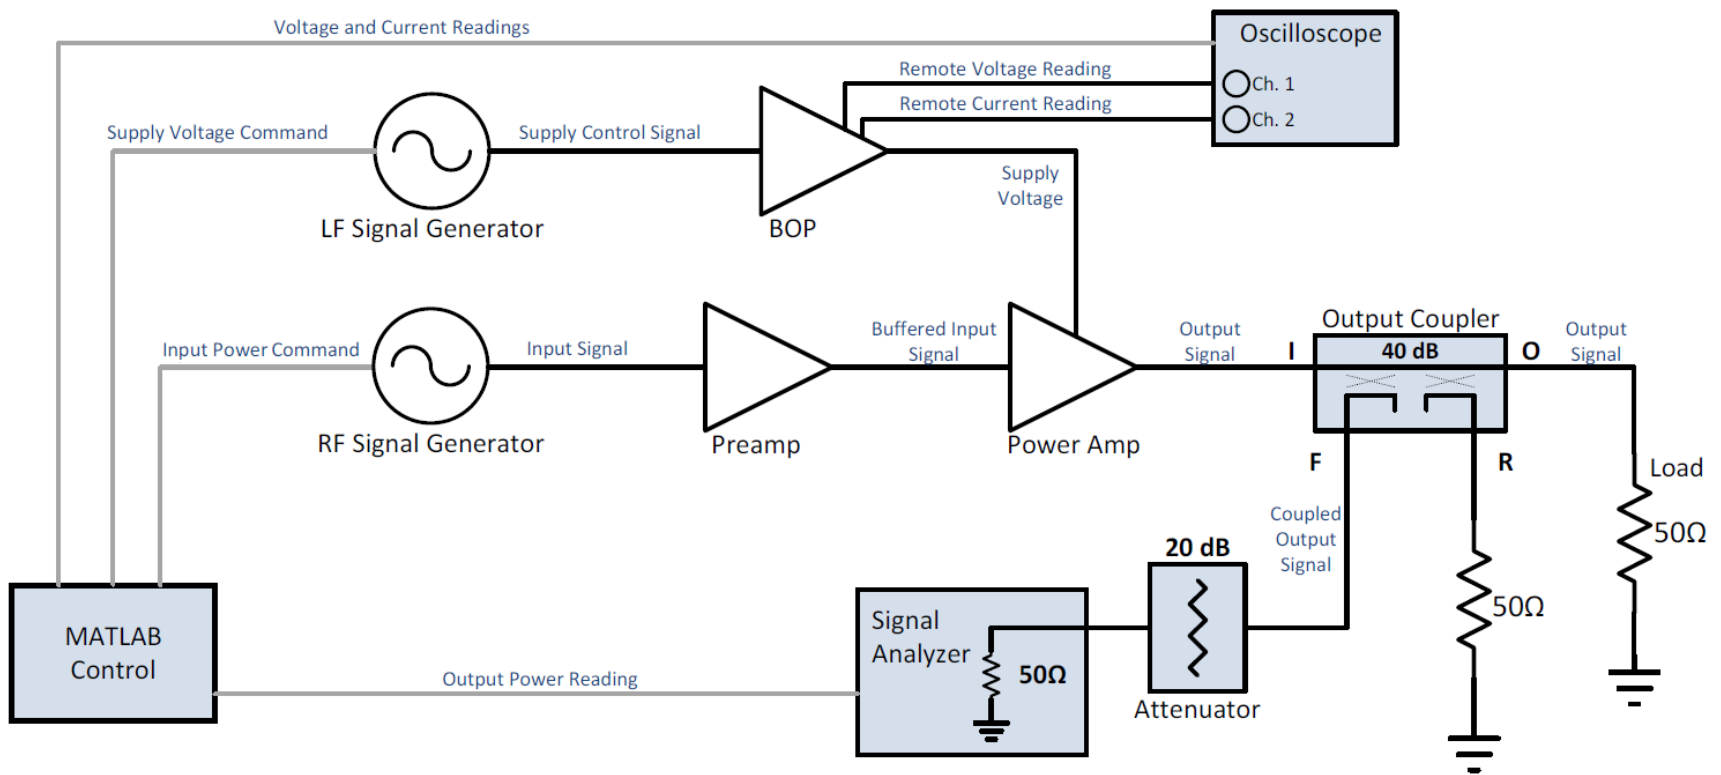 Voltage and Current Readings
Oscilloscope
Remote Voltage Reading
Ch. 1
Remote Current Reading
Ch. 2
Supply Voltage Command
Supply Control Signal
Supply
Voltage
LF Signal Generator
BOP
Output Coupler
Input Power Command
Input Signal
Buffered Input
Signal
Output
Signal
I
40 dB
O
Output
Signal
RF Signal Generator
Preamp
Power Amp
F
R
Load
50Ω
Coupled
Output
Signal
20 dB
50Ω
MATLAB
Control
Signal
Analyzer
50Ω
Output Power Reading
Attenuator